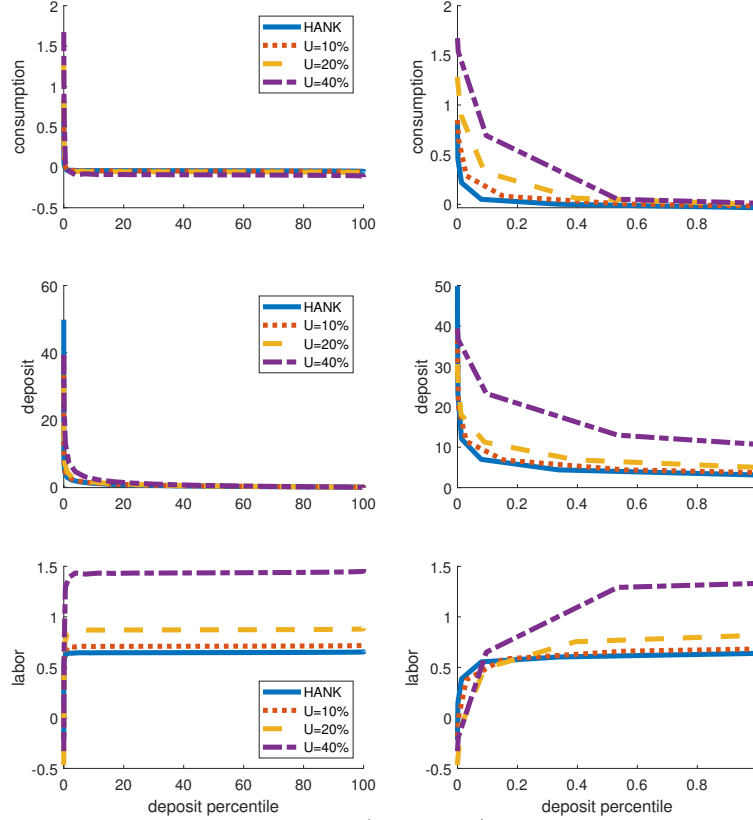 2
1.5
1
0.5
0
-0.5
consumption
0 20 40 60 80 100
HANK
U=10%
U=20%
U=40%
2
1.5
1
0.5
0
consumption
0 0.2 0.4 0.6 0.8
60
40
20
0
deposit
0 20 40 60 80 100
HANK
U=10%
U=20%
U=40%
50
40
30
20
10
0
deposit
0 0.2 0.4 0.6 0.8
1.5
1
0.5
0
-0.5
labor
0 20 40 60 80 100
deposit percentile
HANK
U=10%
U=20%
U=40%
1.5
1
0.5
0
-0.5
labor
0 0.2 0.4 0.6 0.8
deposit percentile